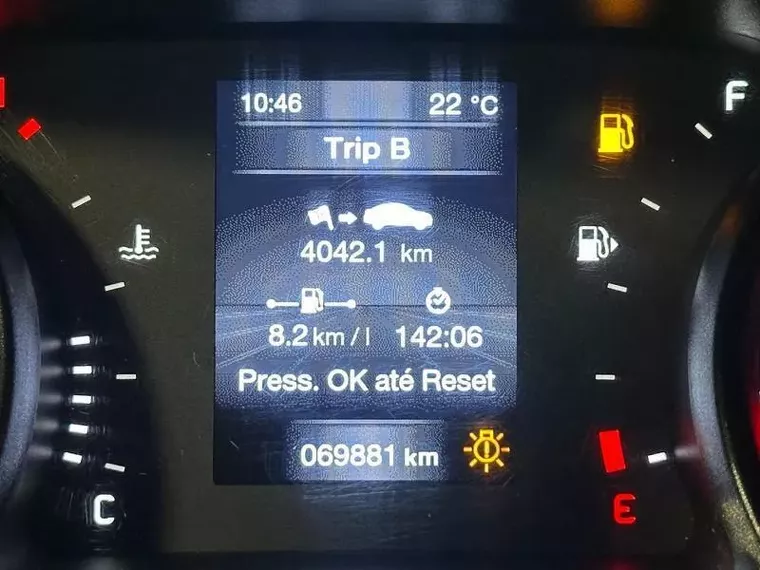 10:46 22 °C
F
Trip B
4042.1 km
8.2 km / l 142:06
Press. OK até Reset
069881 km
C
E